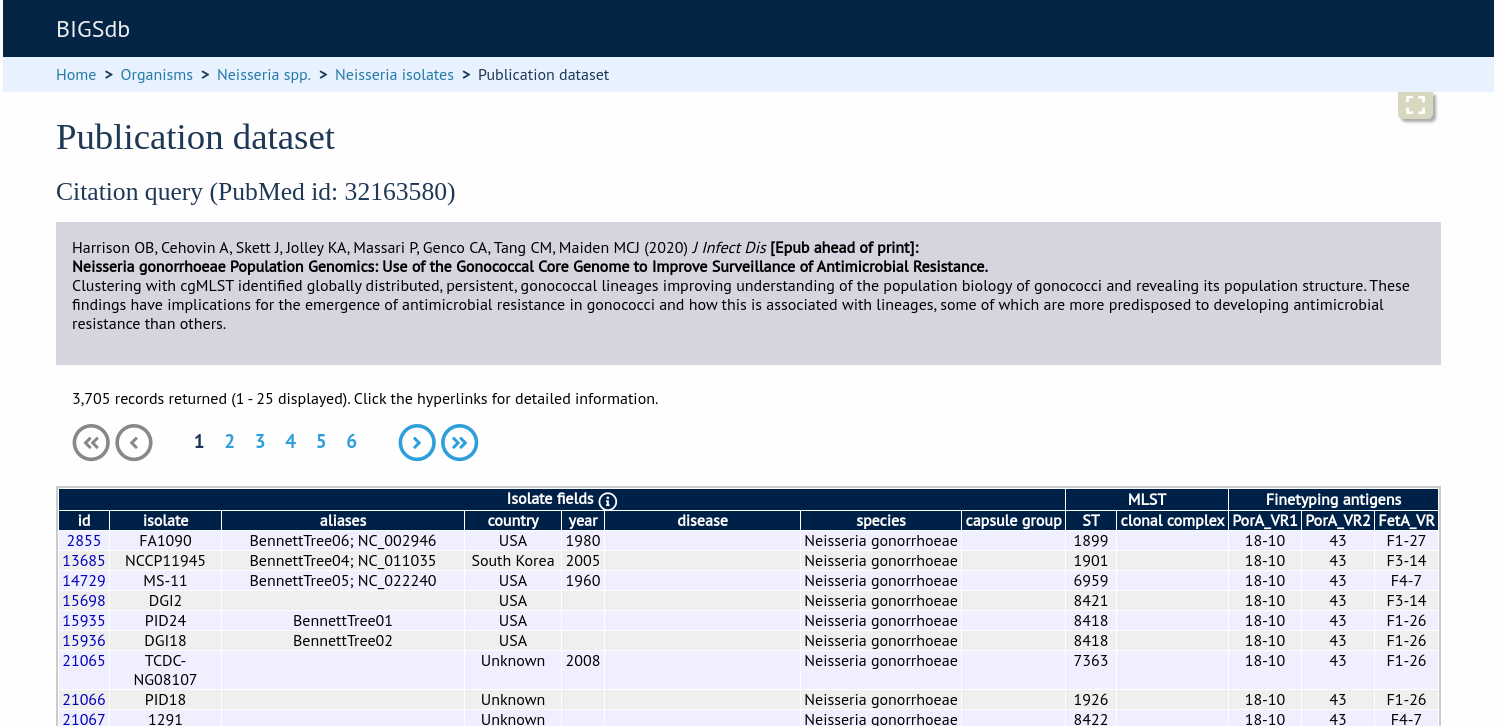 BIGSdb
Home > Organisms > Neisseria spp. > Neisseria isolates > Publication dataset
Publication dataset
Citation query (PubMed id: 32163580)
Harrison OB, Cehovin A, Skett J, Jolley KA, Massari P, Genco CA, Tang CM, Maiden MCJ (2020) J Infect Dis [Epub ahead of print]:
Neisseria gonorrhoeae Population Genomics: Use of the Gonococcal Core Genome to Improve Surveillance of Antimicrobial Resistance.
Clustering with cgMLST identified globally distributed, persistent, gonococcal lineages improving understanding of the population biology of gonococci and revealing its population structure. These
findings have implications for the emergence of antimicrobial resistance in gonococci and how this is associated with lineages, some of which are more predisposed to developing antimicrobial
resistance than others.
3,705 records returned (1 - 25 displayed). Click the hyperlinks for detailed information.
1 2 3 4 5 6
Isolate fields MLST Finetyping antigens
id isolate aliases country year disease species capsule group ST clonal complex PorA_VR1 PorA_VR2 FetA_VR
2855 FA1090 BennettTree06; NC_002946 USA 1980 Neisseria gonorrhoeae 1899 18-10 43 F1-27
13685 NCCP11945 BennettTree04; NC_011035 South Korea 2005 Neisseria gonorrhoeae 1901 18-10 43 F3-14
14729 MS-11 BennettTree05; NC_022240 USA 1960 Neisseria gonorrhoeae 6959 18-10 43 F4-7
15698 DGI2 USA Neisseria gonorrhoeae 8421 18-10 43 F3-14
15935 PID24 BennettTree01 USA Neisseria gonorrhoeae 8418 18-10 43 F1-26
15936 DGI18 BennettTree02 USA Neisseria gonorrhoeae 8418 18-10 43 F1-26
21065 TCDC- Unknown 2008 Neisseria gonorrhoeae 7363 18-10 43 F1-26
NG08107
21066 PID18 Unknown Neisseria gonorrhoeae 1926 18-10 43 F1-26
21067 1291 Unknown Neisseria gonorrhoeae 8422 18-10 43 F4-7